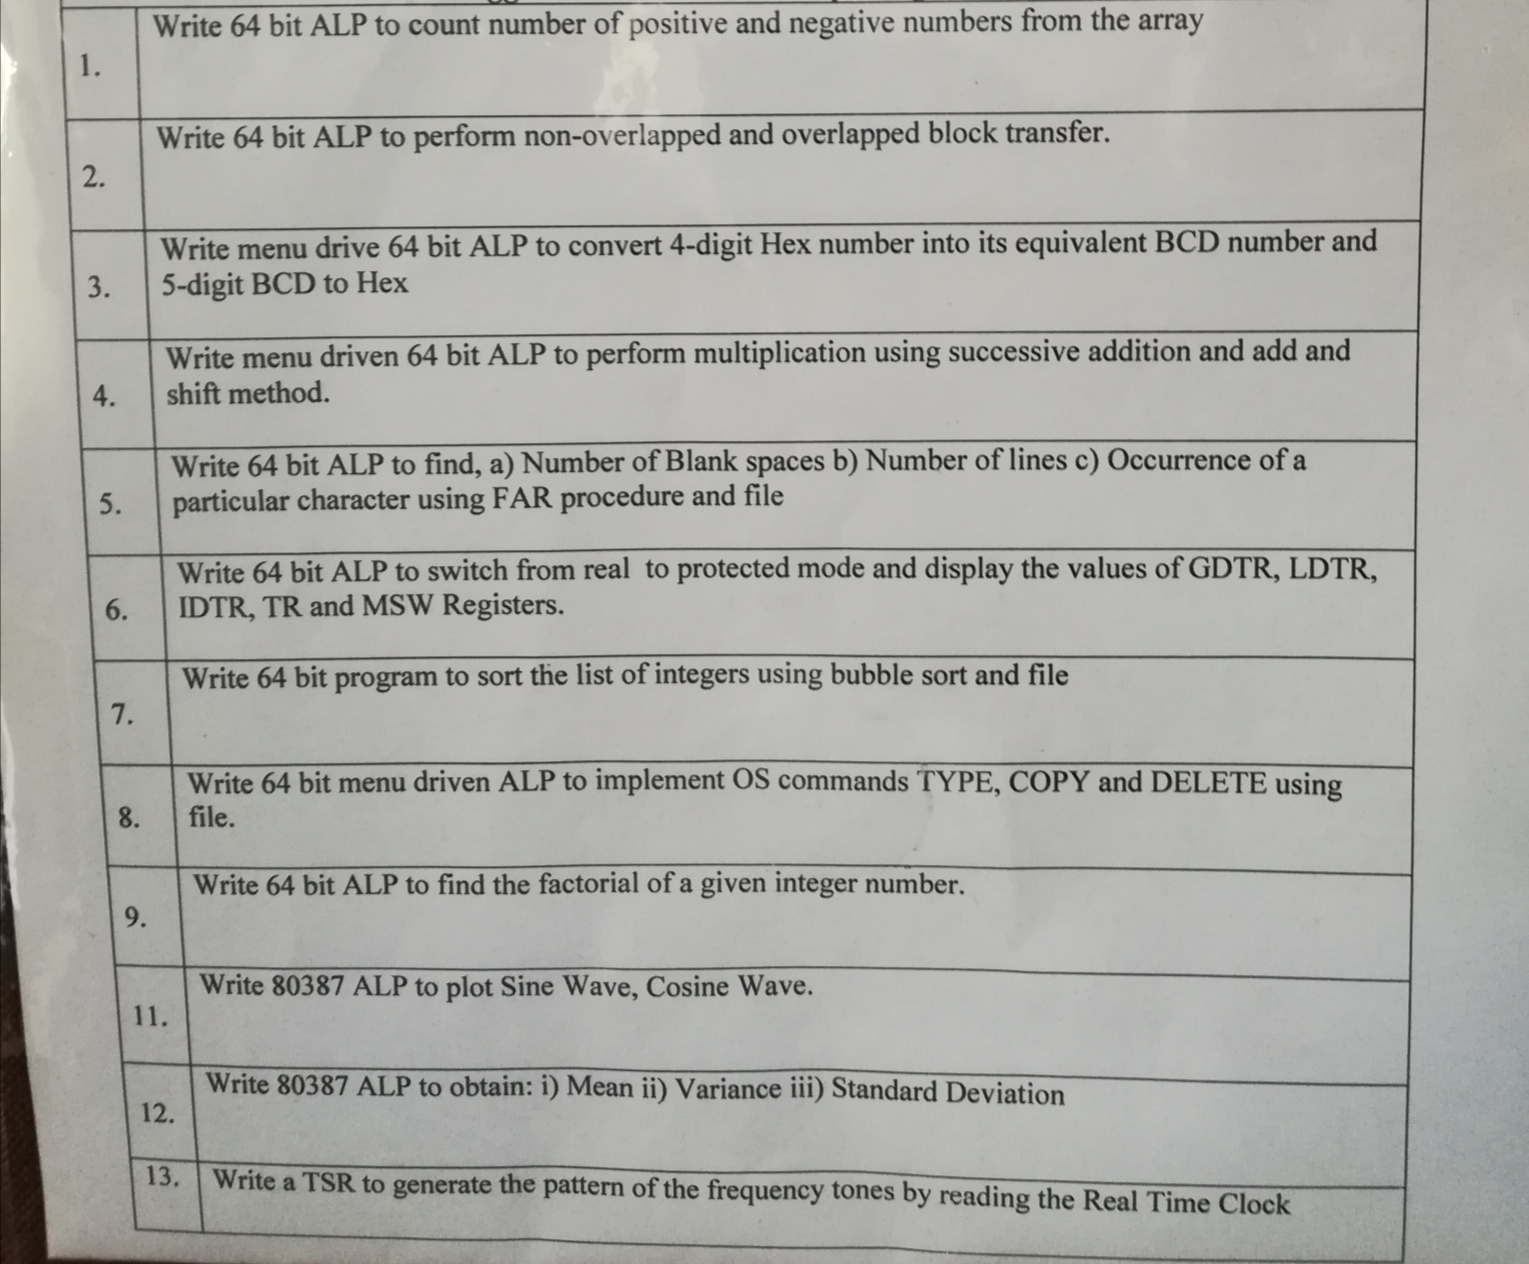 1.
Write 64 bit ALP to count number of positive and negative numbers from the array
2.
Write 64 bit ALP to perform non-overlapped and overlapped block transfer.
3.
Write menu drive 64 bit ALP to convert 4-digit Hex number into its equivalent BCD number and
5-digit BCD to Hex
4.
Write menu driven 64 bit ALP to perform multiplication using successive addition and add and
shift method.
5.
Write 64 bit ALP to find, a) Number of Blank spaces b) Number of lines c) Occurrence of a
particular character using FAR procedure and file
6.
Write 64 bit ALP to switch from real to protected mode and display the values of GDTR, LDTR,
IDTR, TR and MSW Registers.
7.
Write 64 bit program to sort the list of integers using bubble sort and file
8.
Write 64 bit menu driven ALP to implement OS commands TYPE, COPY and DELETE using
file.
9.
Write 64 bit ALP to find the factorial of a given integer number.
11.
Write 80387 ALP to plot Sine Wave, Cosine Wave.
12.
Write 80387 ALP to obtain: i) Mean ii) Variance iii) Standard Deviation
13.
Write a TSR to generate the pattern of the frequency tones by reading the Real Time Clock